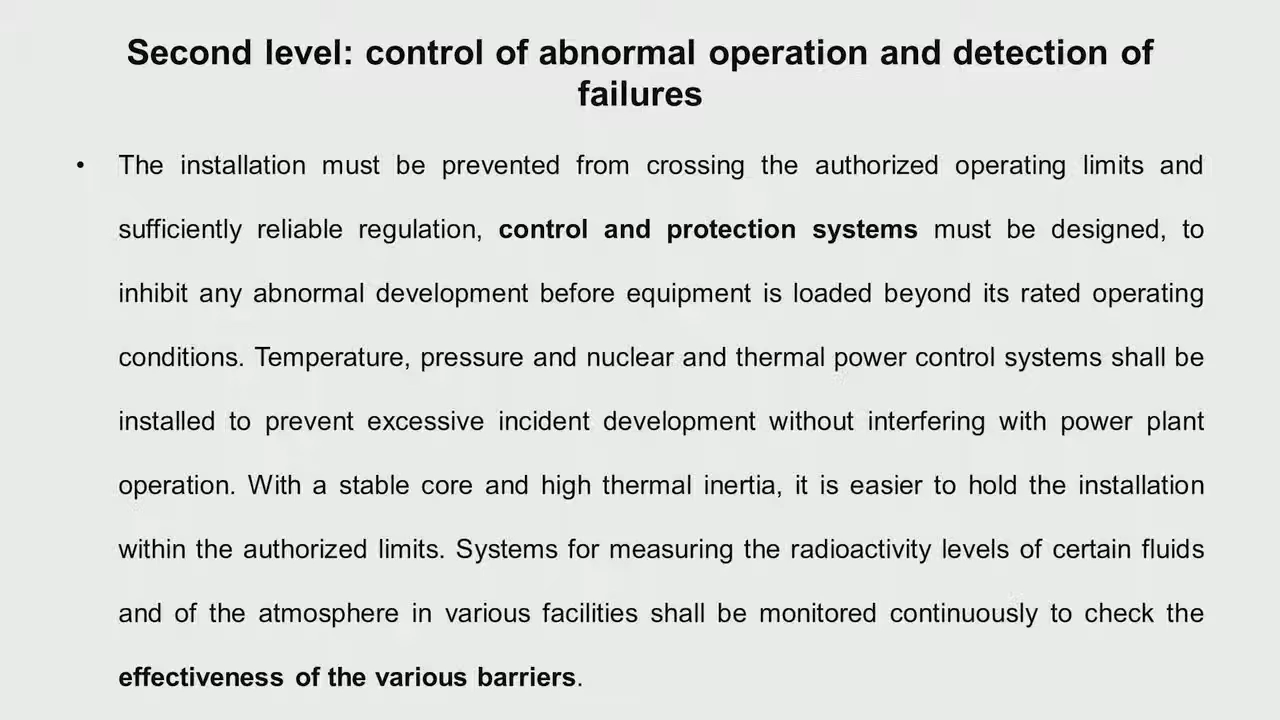 Second level: control of abnormal operation and detection of
failures
• The installation must be prevented from crossing the authorized operating limits and
sufficiently reliable regulation, control and protection systems must be designed, to
inhibit any abnormal development before equipment is loaded beyond its rated operating
conditions. Temperature, pressure and nuclear and thermal power control systems shall be
installed to prevent excessive incident development without interfering with power plant
operation. With a stable core and high thermal inertia, it is easier to hold the installation
within the authorized limits. Systems for measuring the radioactivity levels of certain fluids
and of the atmosphere in various facilities shall be monitored continuously to check the
effectiveness of the various barriers.